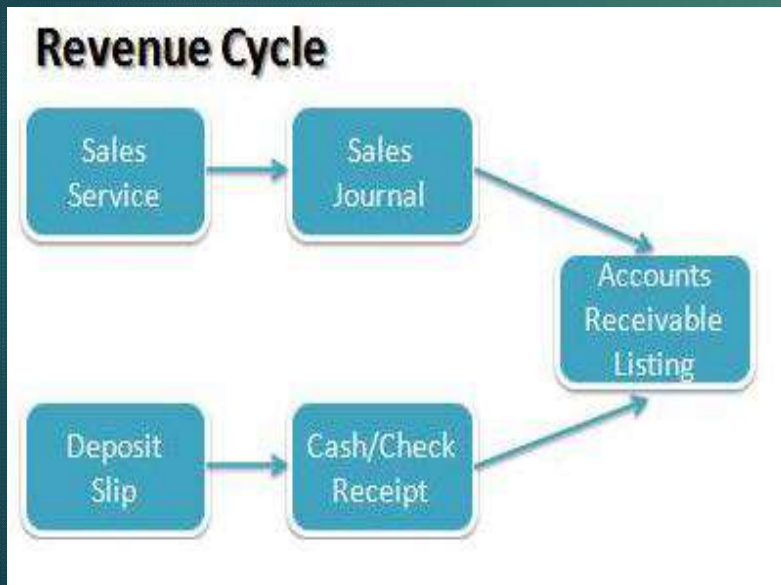 Revenue Cycle
Sales
Service
Sales
Journal
Accounts
Receivable
Listing
Deposit
Slip
Cash/Check
Receipt